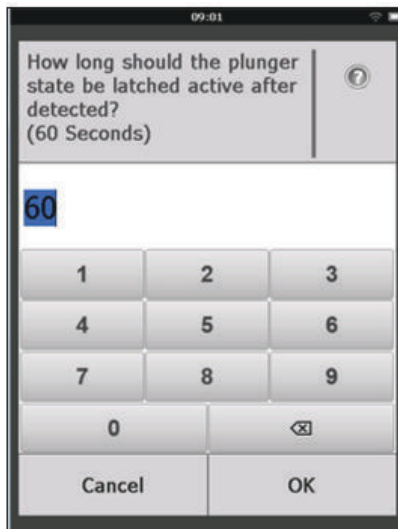 09:01
How long should the plunger
state be latched active after
detected?
(60 Seconds)
?
60
1 2 3
4 5 6
7 8 9
0
Cancel OK